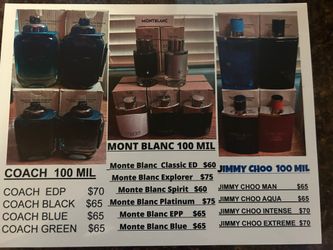 MONTBLANC
COACH 100 MIL
COACH EDP $70
COACH BLACK $65
COACH BLUE $65
COACH GREEN $65
MONT BLANC 100 MIL
Monte Blanc Classic ED $60
Monte Blanc Explorer $75
Monte Blanc Spirit $60
Monte Blanc Platinum $75
Monte Blanc EPP $65
Monte Blanc Blue $65
JIMMY CHOO 100 MIL
JIMMY CHOO MAN $65
JIMMY CHOO AQUA $65
JIMMY CHOO INTENSE $70
JIMMY CHOO EXTREME $70